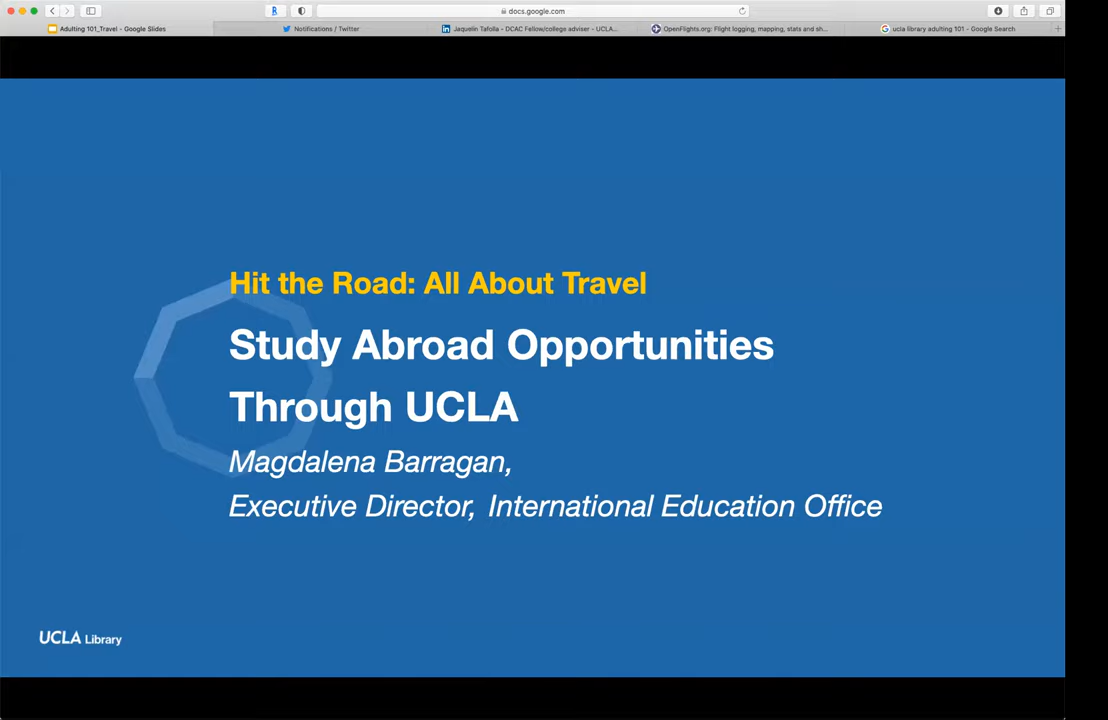 docs.google.com
Adulting 101_Travel - Google Slides
Notifications / Twitter
Jaquelin Tafolla - DCAC Fellow/college adviser - UCLA...
OpenFlights.org: Flight logging, mapping, stats and sh...
ucla library adulting 101 - Google Search
Hit the Road: All About Travel
Study Abroad Opportunities
Through UCLA
Magdalena Barragan,
Executive Director, International Education Office
UCLA Library